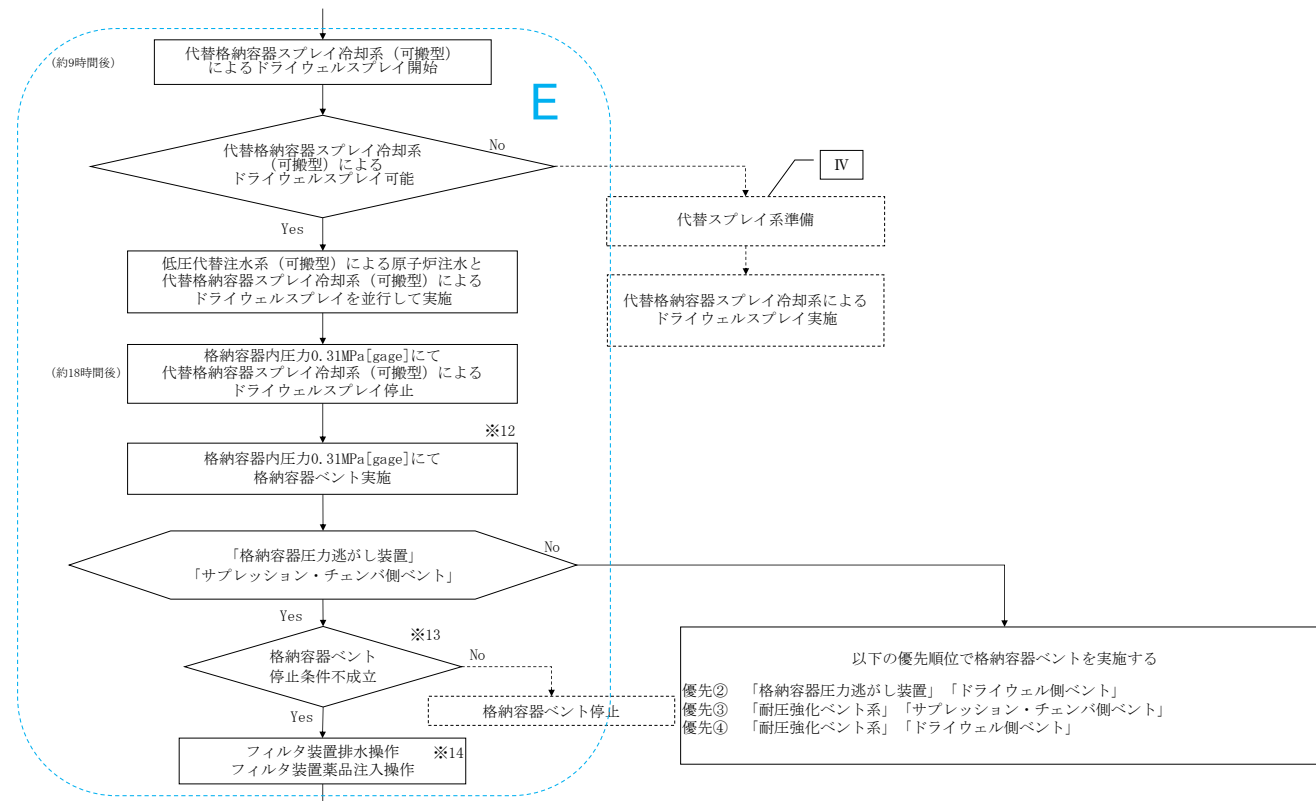 (約9時間後)
代替格納容器スプレイ冷却系（可搬型）
によるドライウェルスプレイ開始
E
代替格納容器スプレイ冷却系
（可搬型）による
ドライウェルスプレイ可能
No
Ⅳ
代替スプレイ系準備
Yes
低圧代替注水系（可搬型）による原子炉注水と
代替格納容器スプレイ冷却系（可搬型）による
ドライウェルスプレイを並行して実施
代替格納容器スプレイ冷却系による
ドライウェルスプレイ実施
(約18時間後)
格納容器内圧力0.31MPa[gage]にて
代替格納容器スプレイ冷却系（可搬型）による
ドライウェルスプレイ停止
※12
格納容器内圧力0.31MPa[gage]にて
格納容器ベント実施
「格納容器圧力逃がし装置」
「サプレッション・チェンバ側ベント」
No
Yes
※13
格納容器ベント
停止条件不成立
No
格納容器ベント停止
以下の優先順位で格納容器ベントを実施する
優先② 「格納容器圧力逃がし装置」「ドライウェル側ベント」
優先③ 「耐圧強化ベント系」「サプレッション・チェンバ側ベント」
優先④ 「耐圧強化ベント系」「ドライウェル側ベント」
Yes
フィルタ装置排水操作
フィルタ装置薬品注入操作
※14